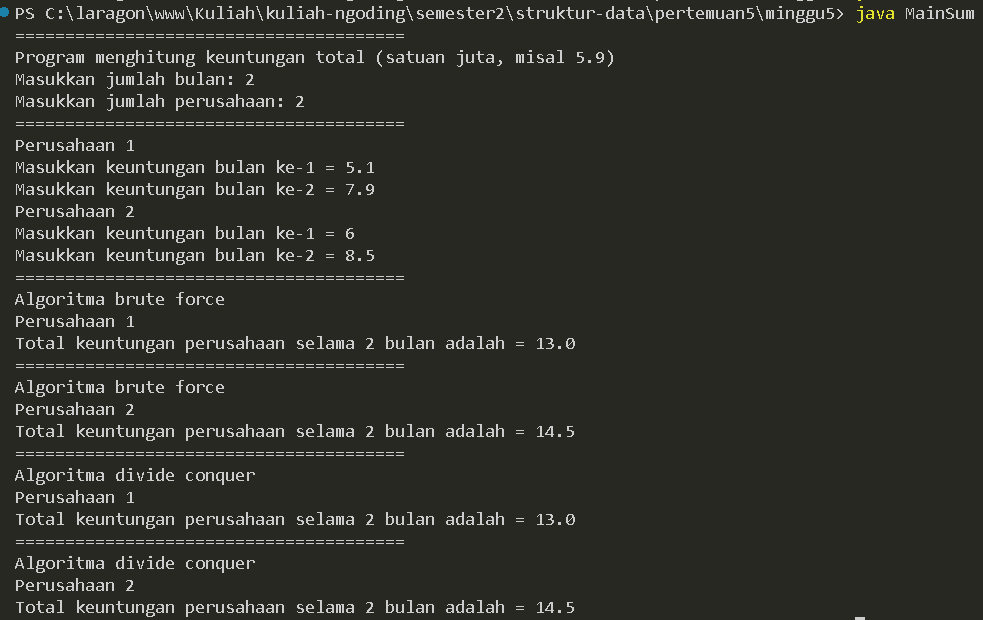 PS C:\laragon\www\Kuliah\kuliah-ngoding\semester2\struktur-data\pertemuan5\minggu5> java MainSum
=======================================
Program menghitung keuntungan total (satuan juta, misal 5.9)
Masukkan jumlah bulan: 2
Masukkan jumlah perusahaan: 2
=======================================
Perusahaan 1
Masukkan keuntungan bulan ke-1 = 5.1
Masukkan keuntungan bulan ke-2 = 7.9
Perusahaan 2
Masukkan keuntungan bulan ke-1 = 6
Masukkan keuntungan bulan ke-2 = 8.5
=======================================
Algoritma brute force
Perusahaan 1
Total keuntungan perusahaan selama 2 bulan adalah = 13.0
=======================================
Algoritma brute force
Perusahaan 2
Total keuntungan perusahaan selama 2 bulan adalah = 14.5
=======================================
Algoritma divide conquer
Perusahaan 1
Total keuntungan perusahaan selama 2 bulan adalah = 13.0
=======================================
Algoritma divide conquer
Perusahaan 2
Total keuntungan perusahaan selama 2 bulan adalah = 14.5